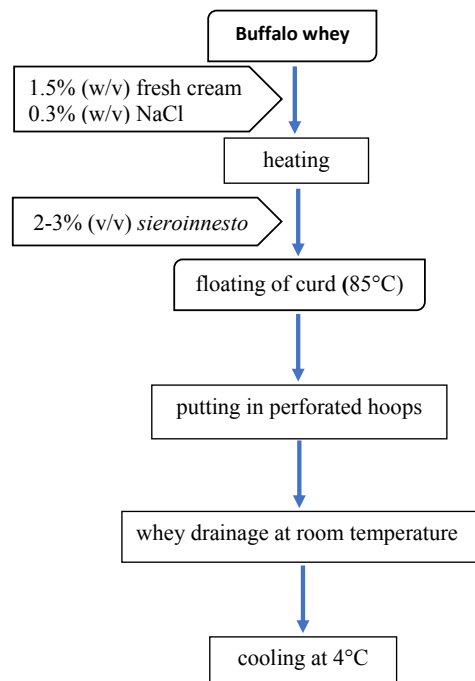 Buffalo whey
1.5% (w/v) fresh cream
0.3% (w/v) NaCl
heating
2-3% (v/v) sieroinnesto
floating of curd (85°C)
putting in perforated hoops
whey drainage at room temperature
cooling at 4°C